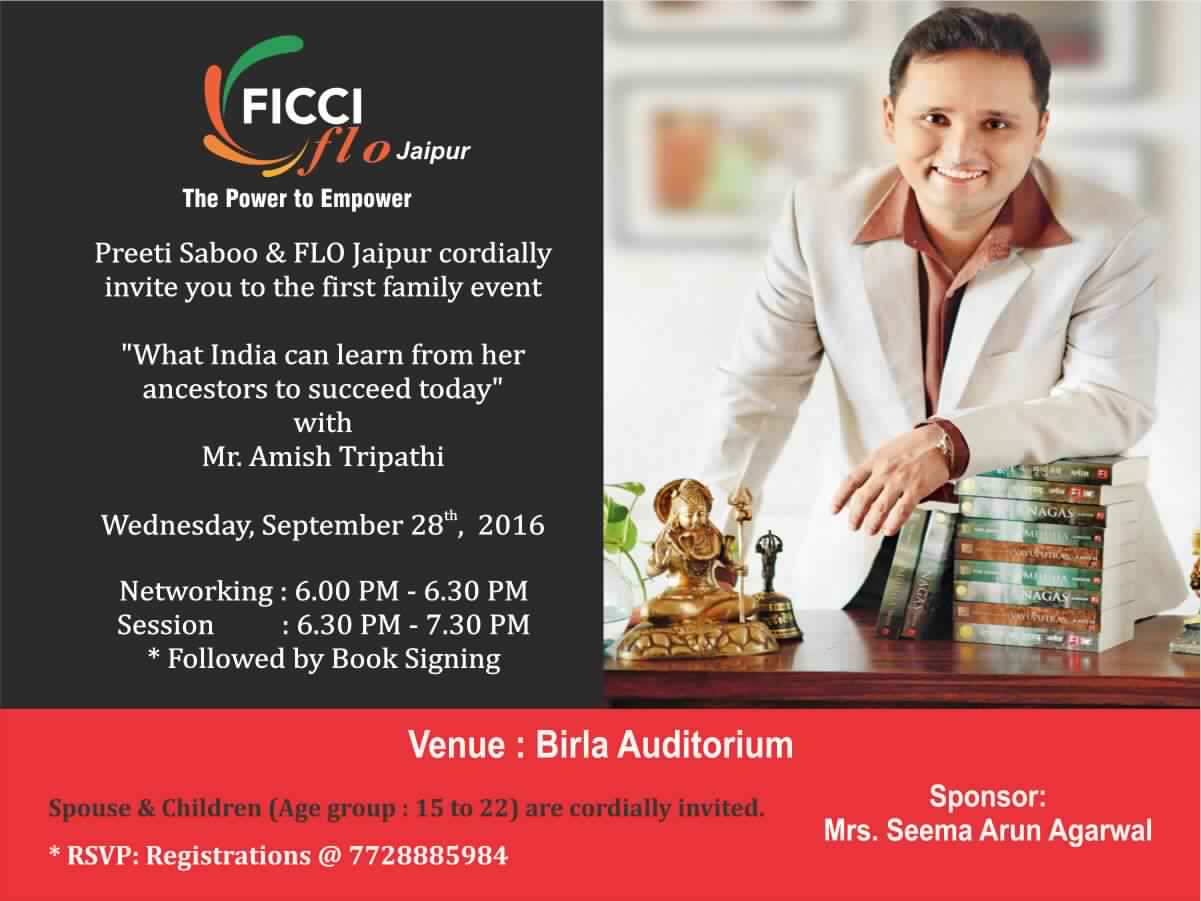 FICCI
flo Jaipur
The Power to Empower
Preeti Saboo & FLO Jaipur cordially
invite you to the first family event
"What India can learn from her
ancestors to succeed today"
with
Mr. Amish Tripathi
Wednesday, September 28th, 2016
Networking : 6.00 PM - 6.30 PM
Session : 6.30 PM - 7.30 PM
* Followed by Book Signing
NAGAS
MELUHA
VAYUPUTRAS
MELUHA
NAGAS
VAYUPUTRAS
NAGAS
Venue : Birla Auditorium
Spouse & Children (Age group : 15 to 22) are cordially invited.
* RSVP: Registrations @ 7728885984
Sponsor:
Mrs. Seema Arun Agarwal